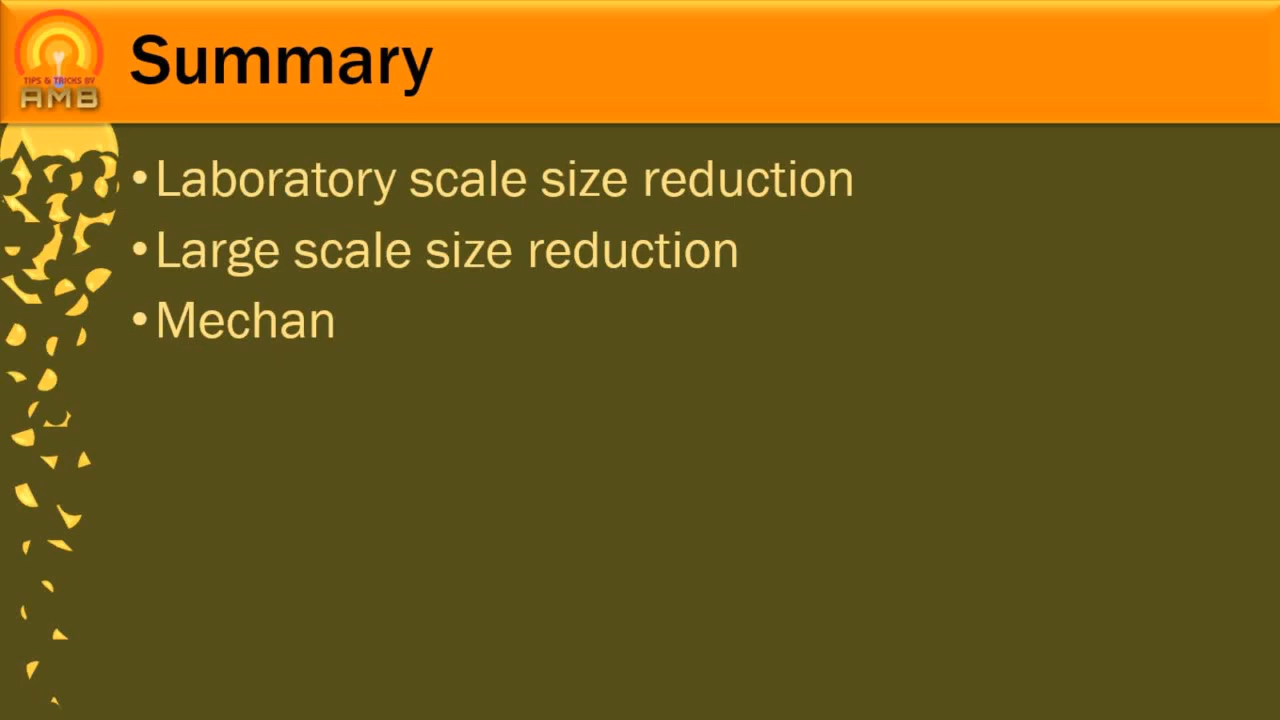 Summary
TIPS & TRICKS BY
AMB
•Laboratory scale size reduction
•Large scale size reduction
•Mechan